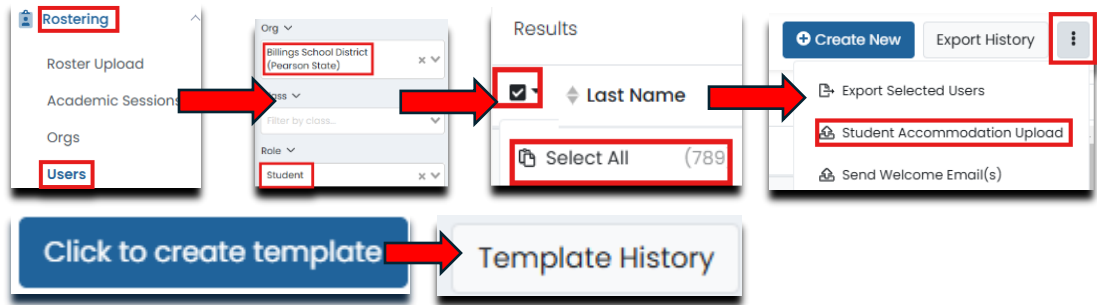 Rostering
Roster Upload
Academic Sessions
Orgs
Users
Org
Billings School District
(Pearson State)
Filter by class...
Role
Student
Results
Last Name
Select All (789
Create New Export History
Export Selected Users
Student Accommodation Upload
Send Welcome Email(s)
Click to create template
Template History